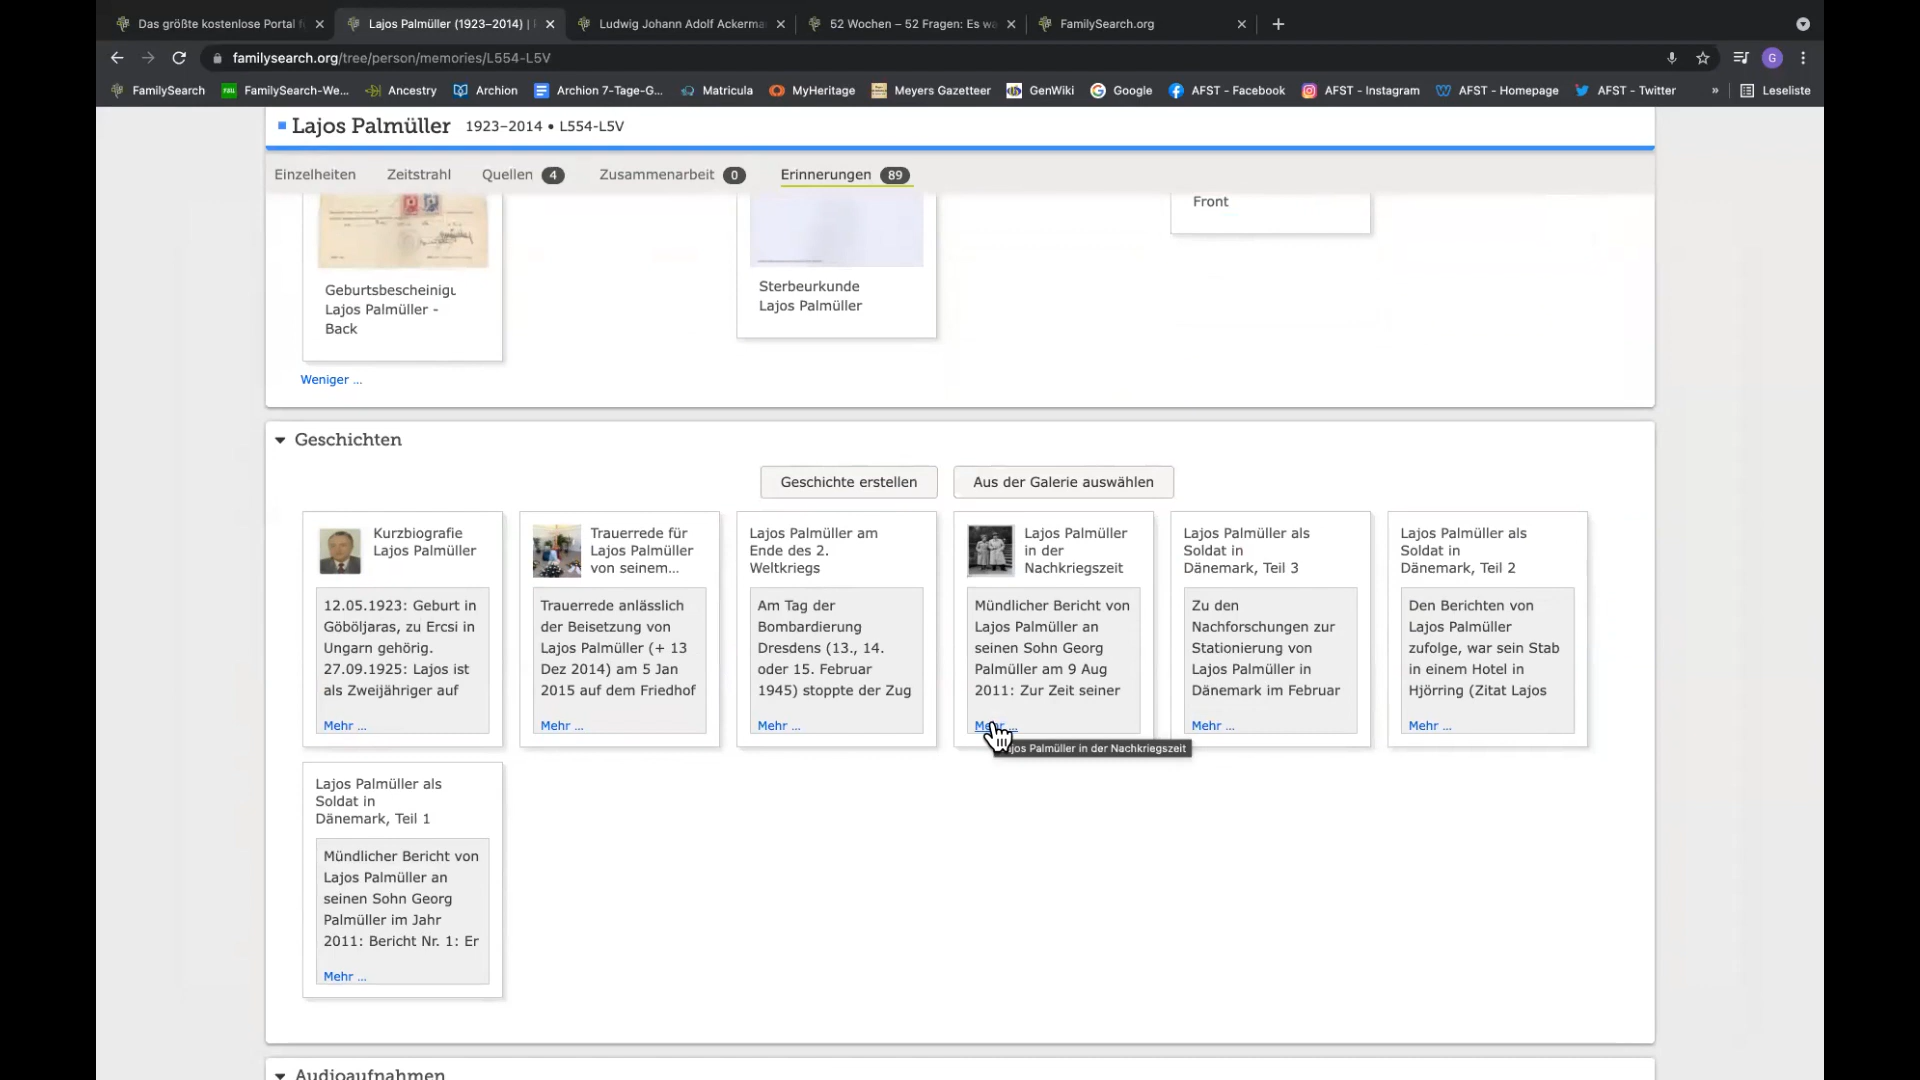 Das größte kostenlose Portal f
Lajos Palmüller (1923–2014) |
Ludwig Johann Adolf Ackerma
52 Wochen – 52 Fragen: Es wa
FamilySearch.org
familysearch.org/tree/person/memories/L554-L5V
G
FamilySearch
FamilySearch-We...
Ancestry
Archion
Archion 7-Tage-G...
Matricula
MyHeritage
Meyers Gazetteer
GenWiki
Google
AFST - Facebook
AFST - Instagram
AFST - Homepage
AFST - Twitter
»
Leseliste
Lajos Palmüller 1923–2014 • L554-L5V
Einzelheiten
Zeitstrahl
Quellen 4
Zusammenarbeit 0
Erinnerungen 89
Geburtsbescheinigu
Lajos Palmüller -
Back
Sterbeurkunde
Lajos Palmüller
Front
Weniger ...
Geschichten
Geschichte erstellen
Aus der Galerie auswählen
Kurzbiografie
Lajos Palmüller
12.05.1923: Geburt in
Göböljaras, zu Ercsi in
Ungarn gehörig.
27.09.1925: Lajos ist
als Zweijähriger auf
Mehr ...
Trauerrede für
Lajos Palmüller
von seinem...
Trauerrede anlässlich
der Beisetzung von
Lajos Palmüller (+ 13
Dez 2014) am 5 Jan
2015 auf dem Friedhof
Mehr ...
Lajos Palmüller am
Ende des 2.
Weltkriegs
Am Tag der
Bombardierung
Dresdens (13., 14.
oder 15. Februar
1945) stoppte der Zug
Mehr ...
Lajos Palmüller
in der
Nachkriegszeit
Mündlicher Bericht von
Lajos Palmüller an
seinen Sohn Georg
Palmüller am 9 Aug
2011: Zur Zeit seiner
Mehr ...
Lajos Palmüller in der Nachkriegszeit
Lajos Palmüller als
Soldat in
Dänemark, Teil 3
Zu den
Nachforschungen zur
Stationierung von
Lajos Palmüller in
Dänemark im Februar
Mehr ...
Lajos Palmüller als
Soldat in
Dänemark, Teil 2
Den Berichten von
Lajos Palmüller
zufolge, war sein Stab
in einem Hotel in
Hjörring (Zitat Lajos
Mehr ...
Lajos Palmüller als
Soldat in
Dänemark, Teil 1
Mündlicher Bericht von
Lajos Palmüller an
seinen Sohn Georg
Palmüller im Jahr
2011: Bericht Nr. 1: Er
Mehr ...
Audioaufnahmen